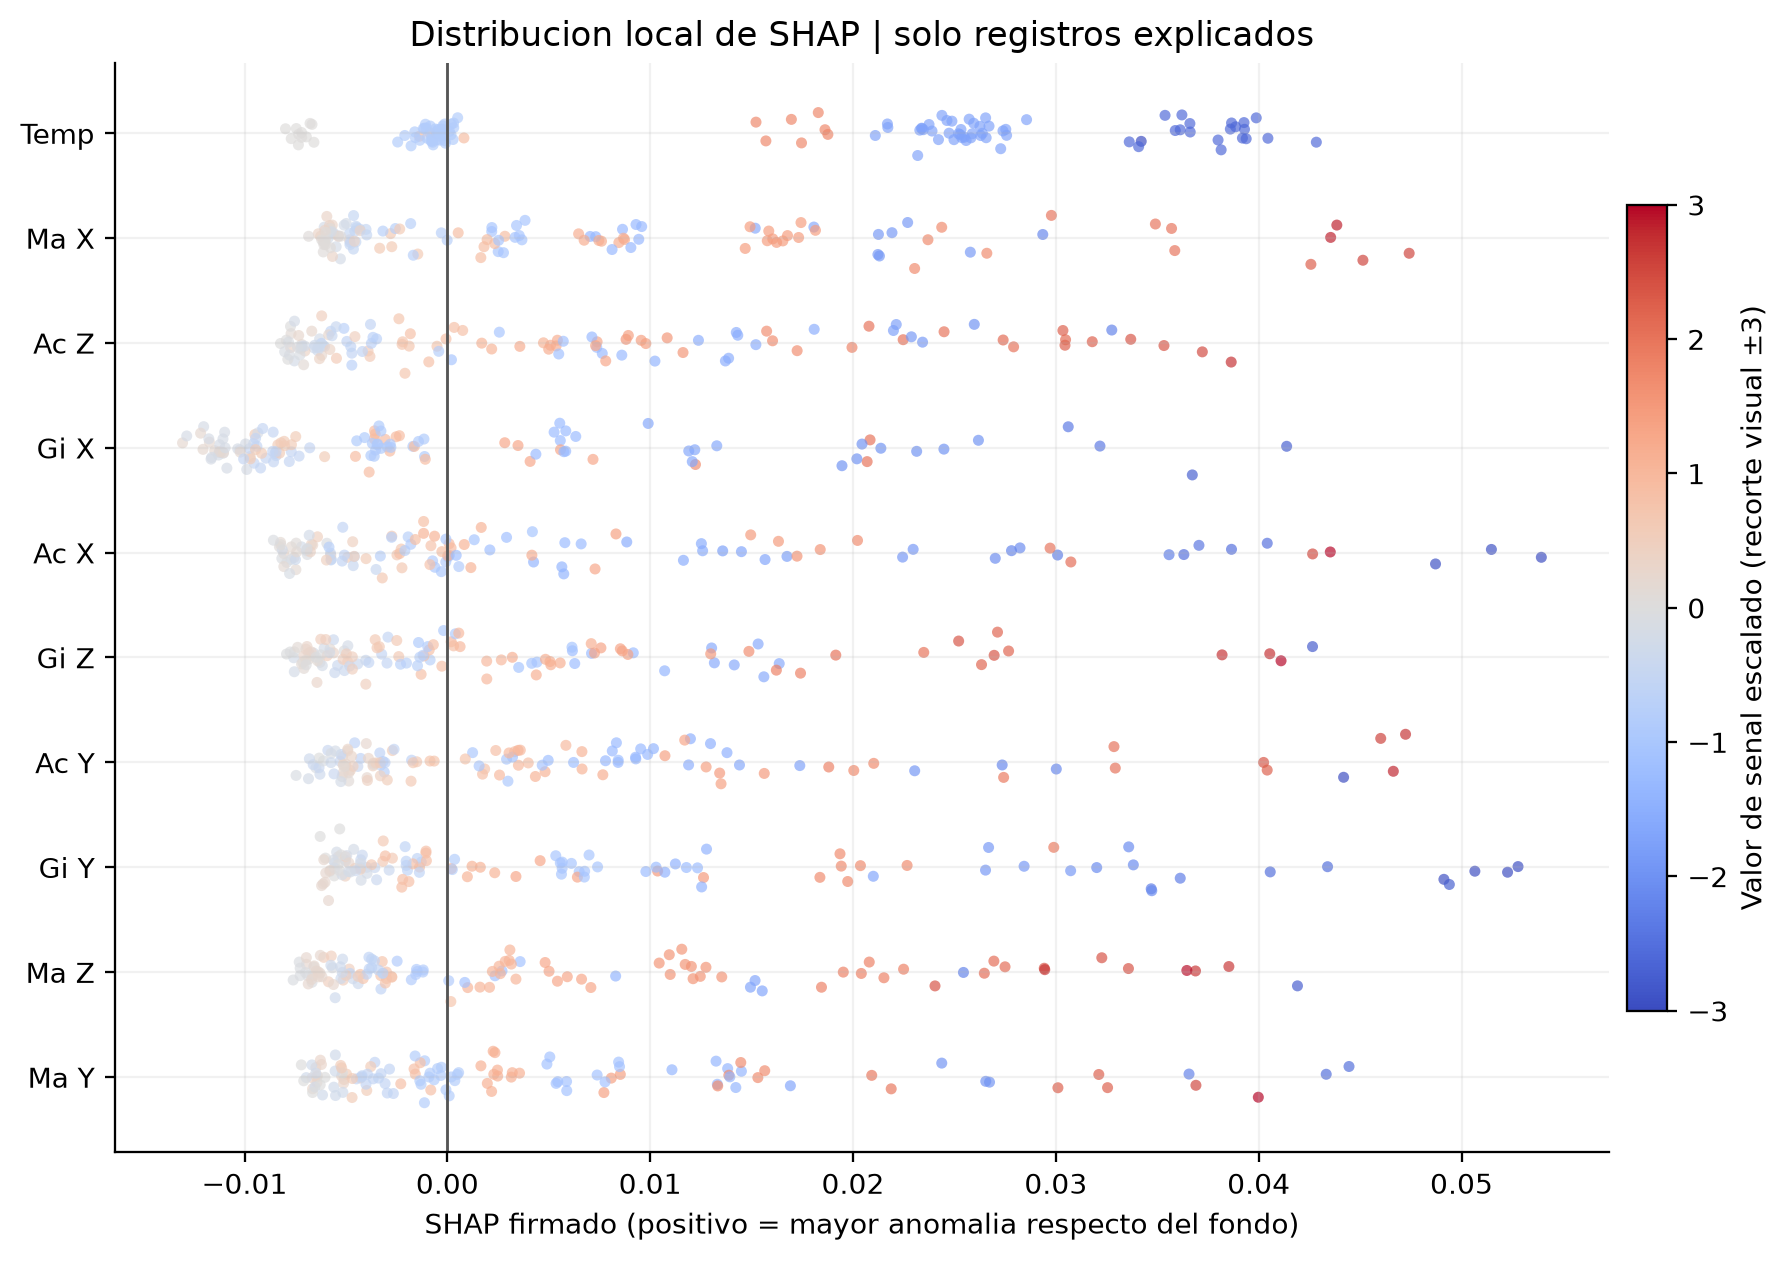 Distribucion local de SHAP | solo registros explicados
Temp
Ma X
Ac Z
Gi X
Ac X
Gi Z
Ac Y
Gi Y
Ma Z
Ma Y
−0.01
0.00
0.01
0.02
0.03
0.04
0.05
SHAP firmado (positivo = mayor anomalia respecto del fondo)
3
2
1
0
−1
−2
−3
Valor de senal escalado (recorte visual ±3)